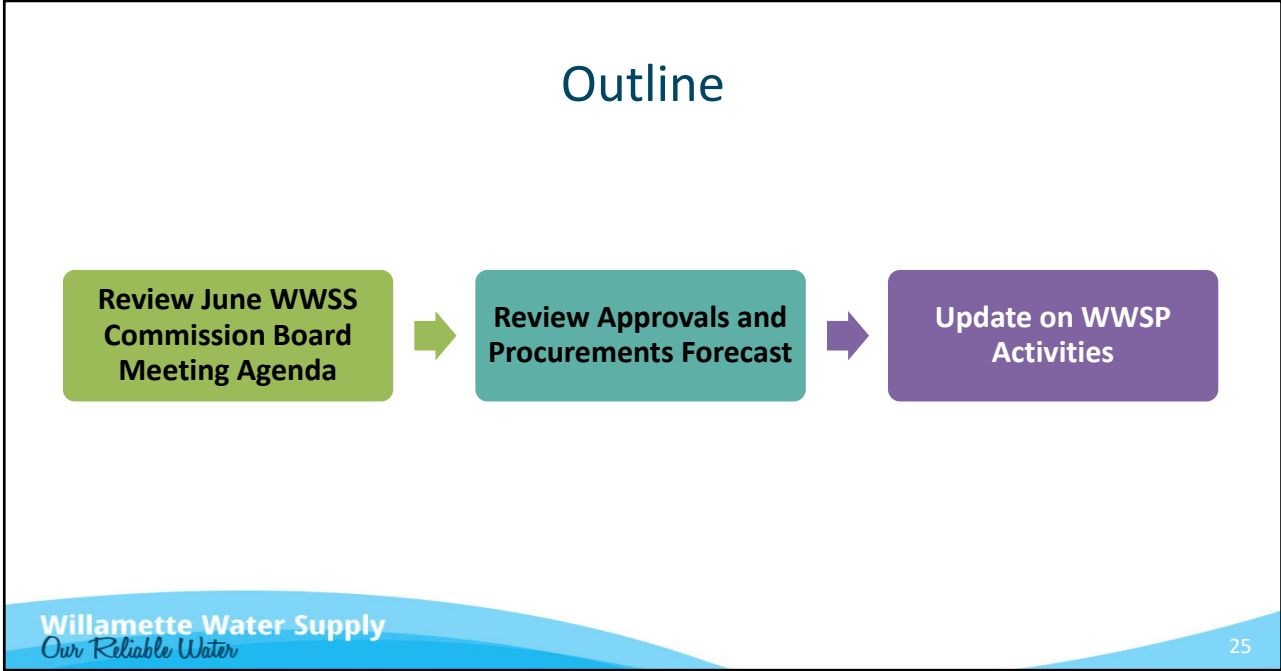 Outline
Review June WWSS
Commission Board
Meeting Agenda
Review Approvals and
Procurements Forecast
Update on WWSP
Activities
Willamette Water Supply
Our Reliable Water
25